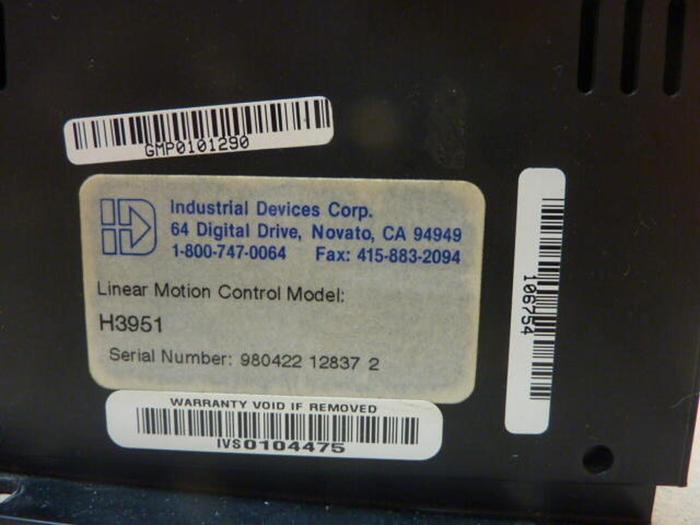 GMP0101290
Industrial Devices Corp.
64 Digital Drive, Novato, CA 94949
1-800-747-0064 Fax: 415-883-2094
Linear Motion Control Model:
H3951
Serial Number: 980422 12837 2
WARRANTY VOID IF REMOVED
IVS0104475
106754